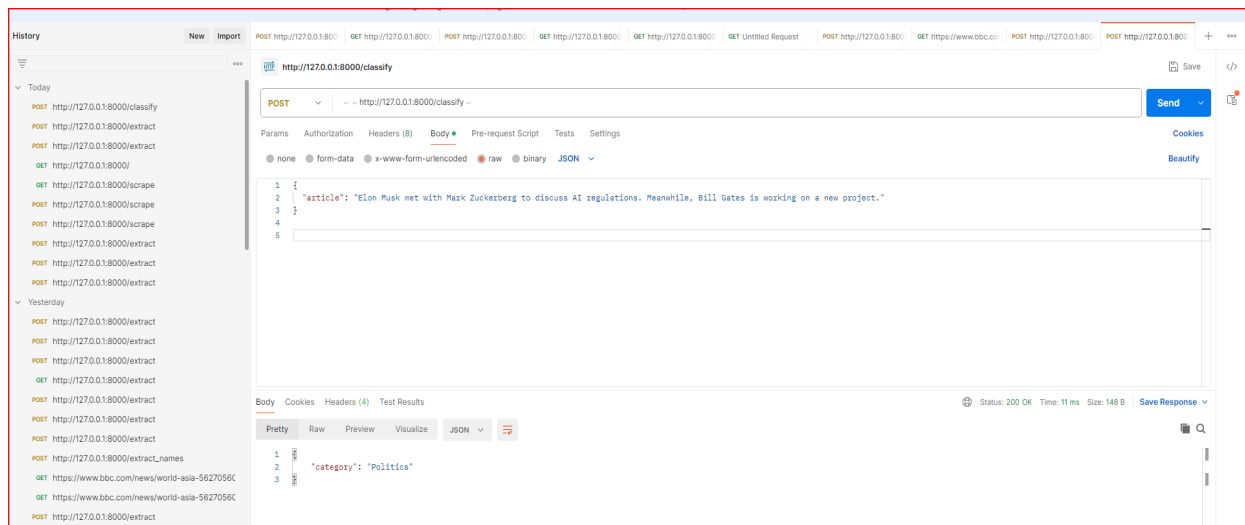 History
New Import
Today
POST http://127.0.0.1:8000/classify
POST http://127.0.0.1:8000/extract
POST http://127.0.0.1:8000/extract
GET http://127.0.0.1:8000/
GET http://127.0.0.1:8000/scrape
POST http://127.0.0.1:8000/scrape
POST http://127.0.0.1:8000/scrape
POST http://127.0.0.1:8000/extract
POST http://127.0.0.1:8000/extract
POST http://127.0.0.1:8000/extract
Yesterday
POST http://127.0.0.1:8000/extract
POST http://127.0.0.1:8000/extract
POST http://127.0.0.1:8000/extract
GET http://127.0.0.1:8000/extract
POST http://127.0.0.1:8000/extract
POST http://127.0.0.1:8000/extract
POST http://127.0.0.1:8000/extract
POST http://127.0.0.1:8000/extract_names
GET https://www.bbc.com/news/world-asia-5627056
GET https://www.bbc.com/news/world-asia-5627056
POST http://127.0.0.1:8000/extract
POST http://127.0.0.1:800 GET http://127.0.0.1:8000 POST http://127.0.0.1:800 GET http://127.0.0.1:8000 GET http://127.0.0.1:8000 GET Untitled Request POST http://127.0.0.1:800 GET https://www.bbc.co POST http://127.0.0.1:800 POST http://127.0.0.1:800
HTTP http://127.0.0.1:8000/classify Save
POST http://127.0.0.1:8000/classify Send
Params Authorization Headers (8) Body Pre-request Script Tests Settings Cookies
none form-data x-www-form-urlencoded raw binary JSON Beautify
1 {
2 "article": "Elon Musk met with Mark Zuckerberg to discuss AI regulations. Meanwhile, Bill Gates is working on a new project."
3 }
4
5
Body Cookies Headers (4) Test Results Status: 200 OK Time: 11 ms Size: 148 B Save Response
Pretty Raw Preview Visualize JSON
1 {
2 "category": "Politics"
3 }